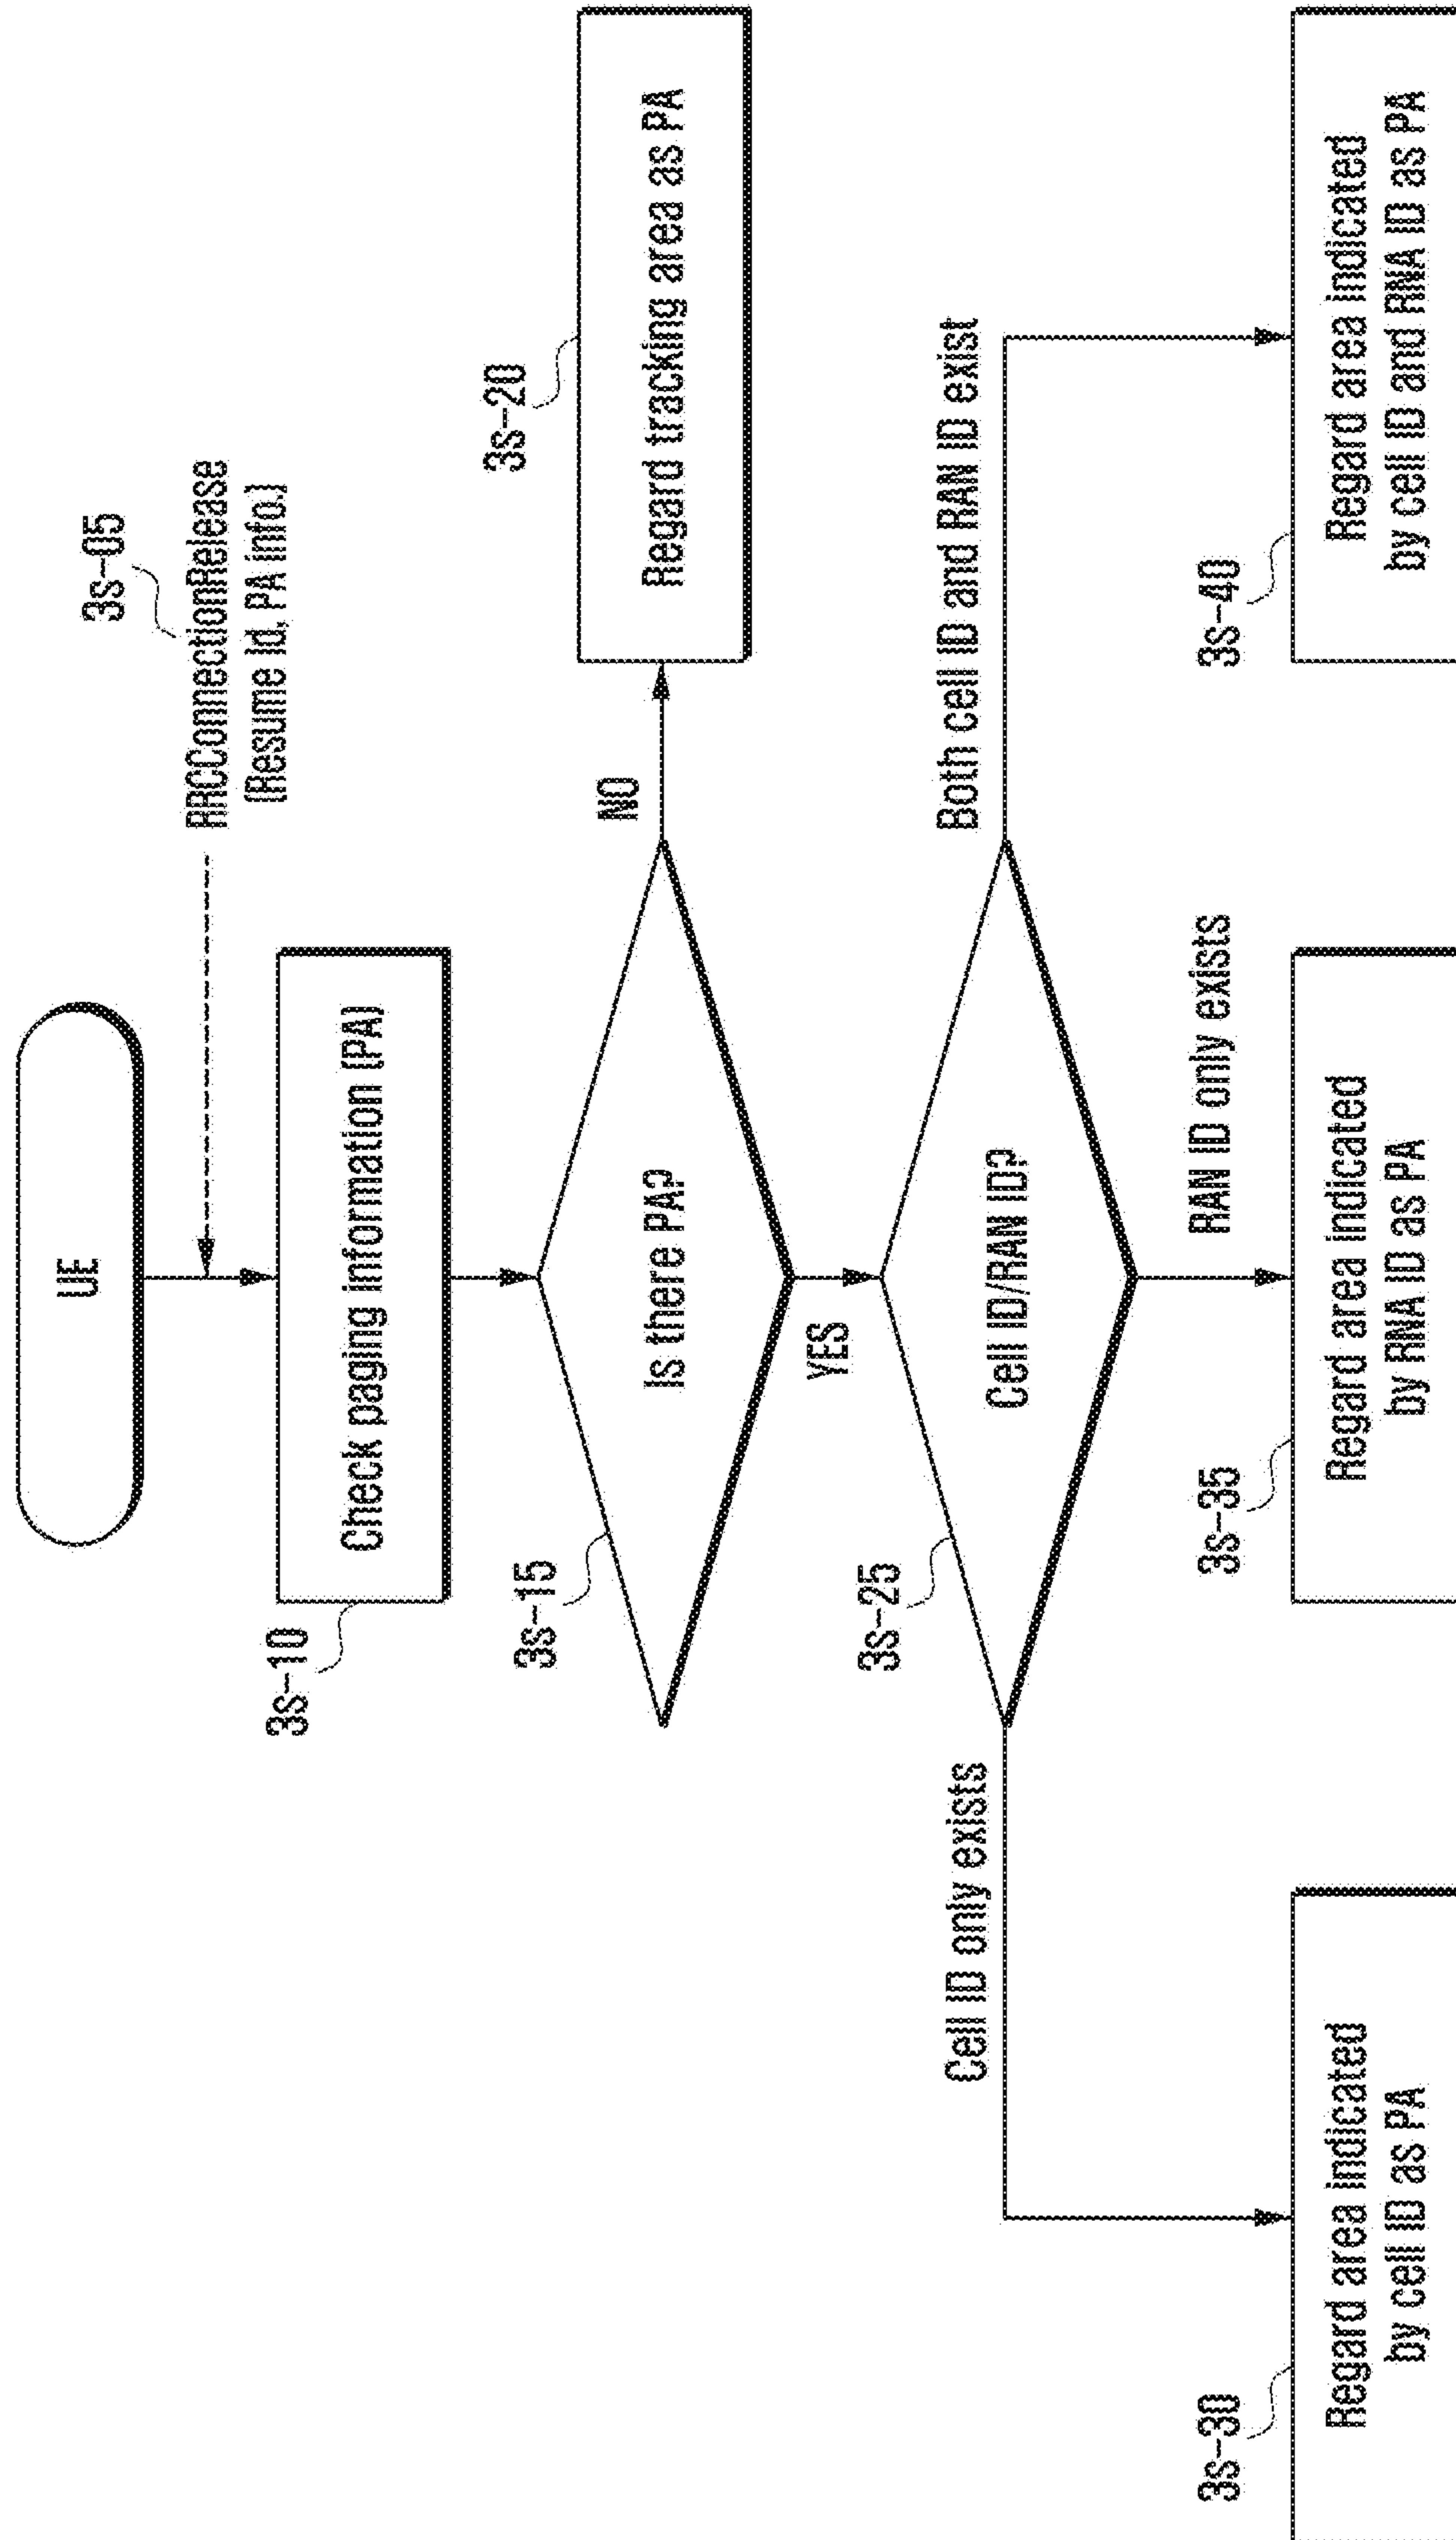 UE
3s-05
RRCConnectionRelease
(Resume Id, PA info.)
Check paging information (PA)
3s-10
Is there PA?
3s-15
NO
3s-20
Regard tracking area as PA
YES
Cell ID/RAN ID?
3s-25
Cell ID only exists
RAN ID only exists
Both cell ID and RAN ID exist
3s-30
Regard area indicated
by cell ID as PA
3s-35
Regard area indicated
by RNA ID as PA
3s-40
Regard area indicated
by cell ID and RNA ID as PA